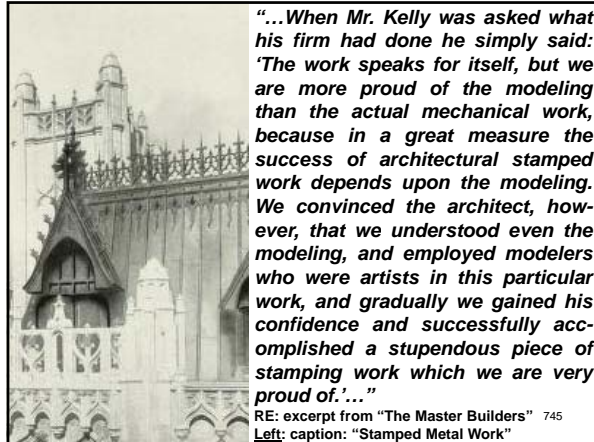 “…When Mr. Kelly was asked what
his firm had done he simply said:
‘The work speaks for itself, but we
are more proud of the modeling
than the actual mechanical work,
because in a great measure the
success of architectural stamped
work depends upon the modeling.
We convinced the architect, how-
ever, that we understood even the
modeling, and employed modelers
who were artists in this particular
work, and gradually we gained his
confidence and successfully acc-
omplished a stupendous piece of
stamping work which we are very
proud of.’…”
RE: excerpt from “The Master Builders” 745
Left: caption: “Stamped Metal Work”